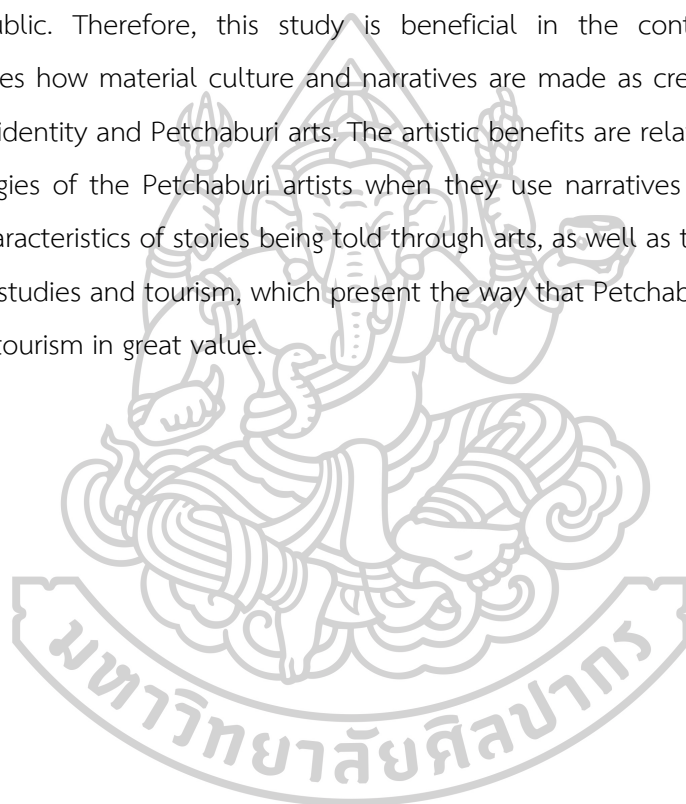 ublic. Therefore, this study is beneficial in the cont
es how material culture and narratives are made as cre
identity and Petchaburi arts. The artistic benefits are rela
gies of the Petchaburi artists when they use narratives
aracteristics of stories being told through arts, as well as t
studies and tourism, which present the way that Petchab
tourism in great value.
มหาวิทยาลัยศิลปากร